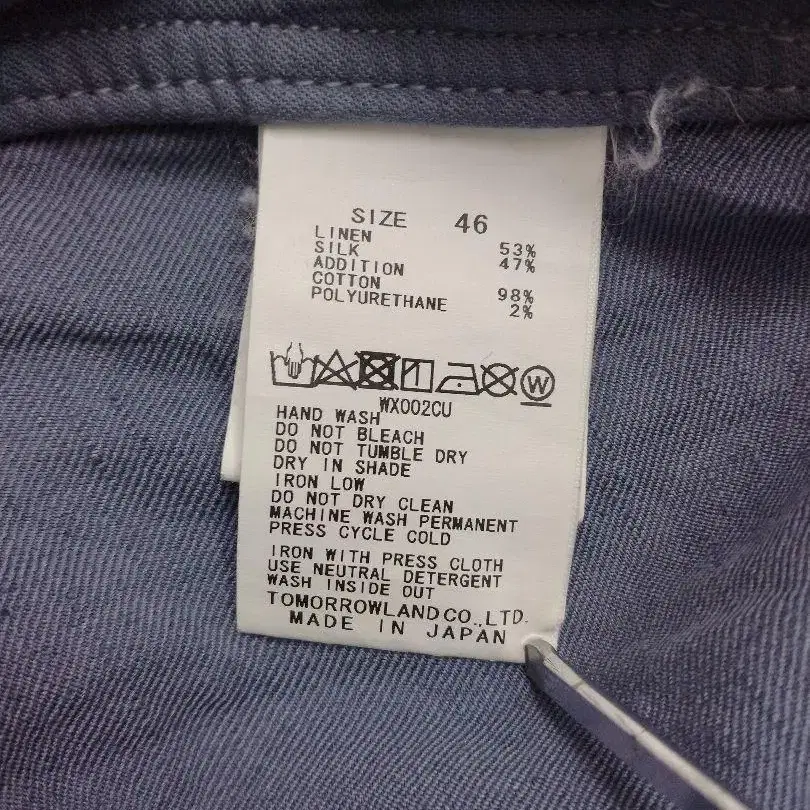 SIZE 46
LINEN 53%
SILK 47%
ADDITION
COTTON 98%
POLYURETHANE 2%
W
WX002CU
HAND WASH
DO NOT BLEACH
DO NOT TUMBLE DRY
DRY IN SHADE
IRON LOW
DO NOT DRY CLEAN
MACHINE WASH PERMANENT
PRESS CYCLE COLD
IRON WITH PRESS CLOTH
USE NEUTRAL DETERGENT
WASH INSIDE OUT
TOMORROWLAND CO.,LTD.
MADE IN JAPAN